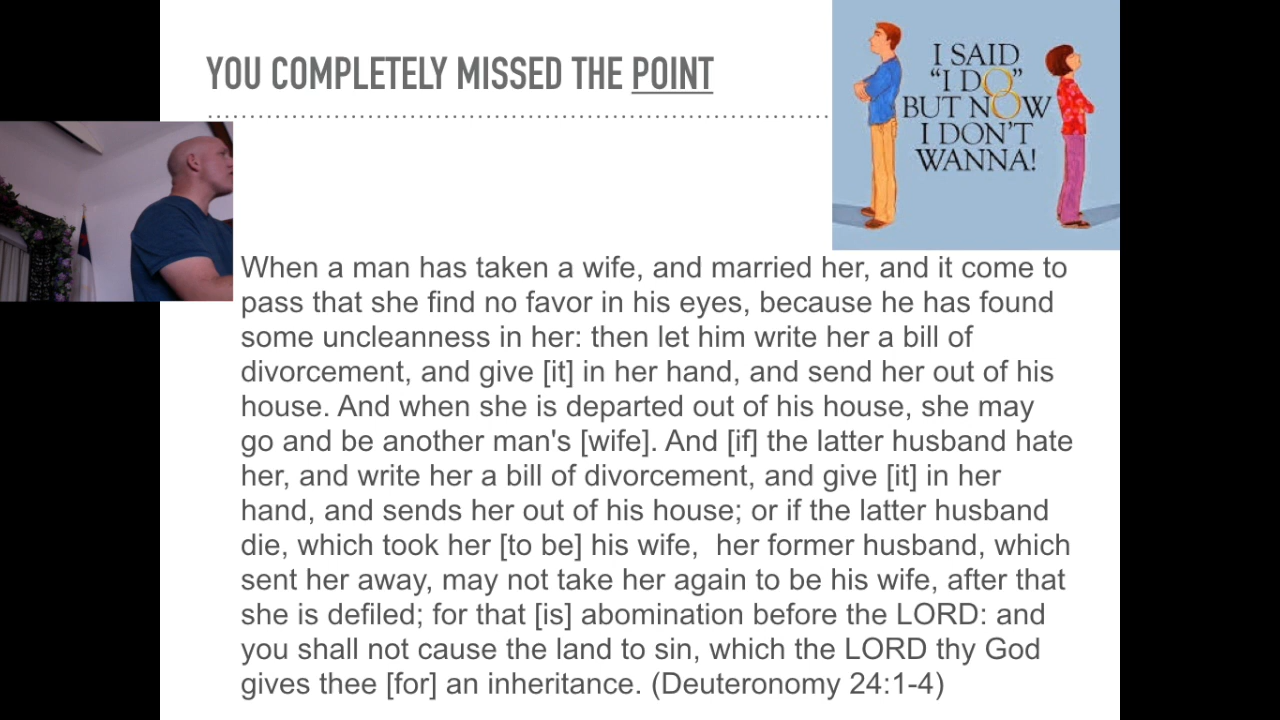 YOU COMPLETELY MISSED THE POINT
I SAID
“I DO”
BUT NOW
I DON'T
WANNA!
When a man has taken a wife, and married her, and it come to
pass that she find no favor in his eyes, because he has found
some uncleanness in her: then let him write her a bill of
divorcement, and give [it] in her hand, and send her out of his
house. And when she is departed out of his house, she may
go and be another man's [wife]. And [if] the latter husband hate
her, and write her a bill of divorcement, and give [it] in her
hand, and sends her out of his house; or if the latter husband
die, which took her [to be] his wife,  her former husband, which
sent her away, may not take her again to be his wife, after that
she is defiled; for that [is] abomination before the LORD: and
you shall not cause the land to sin, which the LORD thy God
gives thee [for] an inheritance. (Deuteronomy 24:1-4)